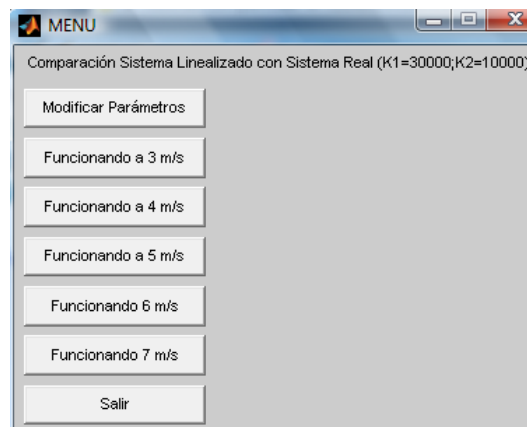 MENU
Comparación Sistema Linealizado con Sistema Real (K1=30000;K2=10000)
Modificar Parámetros
Funcionando a 3 m/s
Funcionando a 4 m/s
Funcionando a 5 m/s
Funcionando 6 m/s
Funcionando 7 m/s
Salir